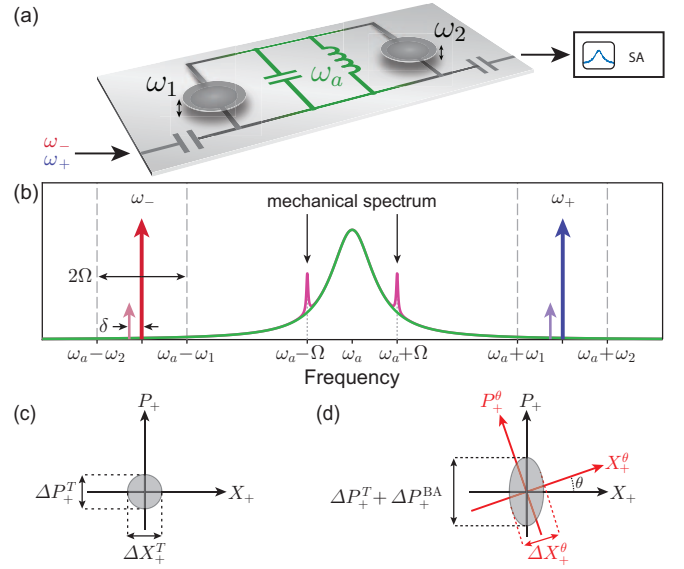 (a)
ω₂
ω₁
ωₐ
SA
ω₋
ω₊
(b)
ω₋
mechanical spectrum
ω₊
2Ω
δ
ωₐ−ω₂
ωₐ−ω₁
ωₐ−Ω
ωₐ
ωₐ+Ω
ωₐ+ω₁
ωₐ+ω₂
Frequency
(c)
P₊
ΔP₊ᵀ
X₊
ΔX₊ᵀ
(d)
P₊^θ
P₊
X₊^θ
θ
X₊
ΔP₊ᵀ + ΔP₊^BA
ΔX₊^θ